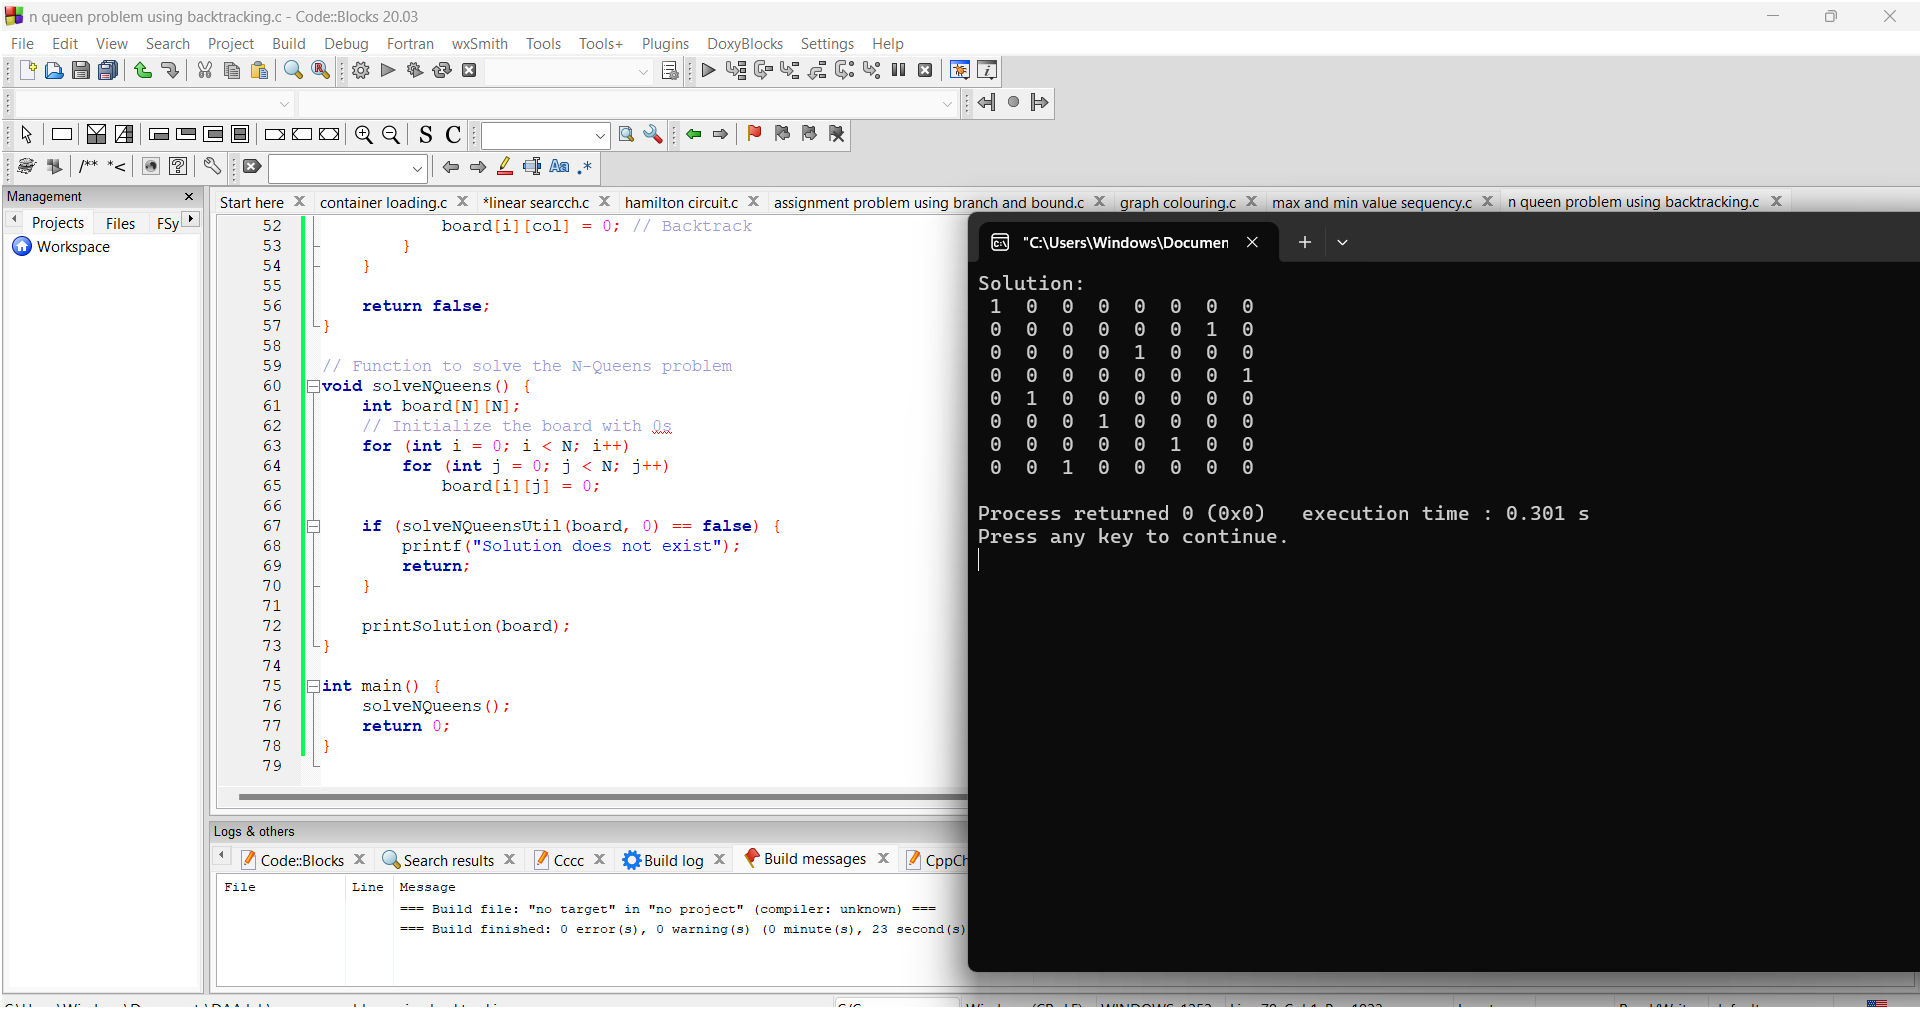 n queen problem using backtracking.c - Code::Blocks 20.03
File Edit View Search Project Build Debug Fortran wxSmith Tools Tools+ Plugins DoxyBlocks Settings Help
S C
/** *<
Aa .*
Management
Projects Files FSy
Workspace
Start here container loading.c *linear searcch.c hamilton circuit.c assignment problem using branch and bound.c graph colouring.c max and min value sequency.c n queen problem using backtracking.c
52 board[i][col] = 0; // Backtrack
53 }
54 }
55
56 return false;
57 }
58
59 // Function to solve the N-Queens problem
60 void solveNQueens() {
61 int board[N][N];
62 // Initialize the board with 0s
63 for (int i = 0; i < N; i++)
64 for (int j = 0; j < N; j++)
65 board[i][j] = 0;
66
67 if (solveNQueensUtil(board, 0) == false) {
68 printf("Solution does not exist");
69 return;
70 }
71
72 printSolution(board);
73 }
74
75 int main() {
76 solveNQueens();
77 return 0;
78 }
79
"C:\Users\Windows\Documen
Solution:
1 0 0 0 0 0 0 0
0 0 0 0 0 0 1 0
0 0 0 0 1 0 0 0
0 0 0 0 0 0 0 1
0 1 0 0 0 0 0 0
0 0 0 1 0 0 0 0
0 0 0 0 0 1 0 0
0 0 1 0 0 0 0 0
Process returned 0 (0x0) execution time : 0.301 s
Press any key to continue.
Logs & others
Code::Blocks Search results Cccc Build log Build messages CppCh
File Line Message
=== Build file: "no target" in "no project" (compiler: unknown) ===
=== Build finished: 0 error(s), 0 warning(s) (0 minute(s), 23 second(s)